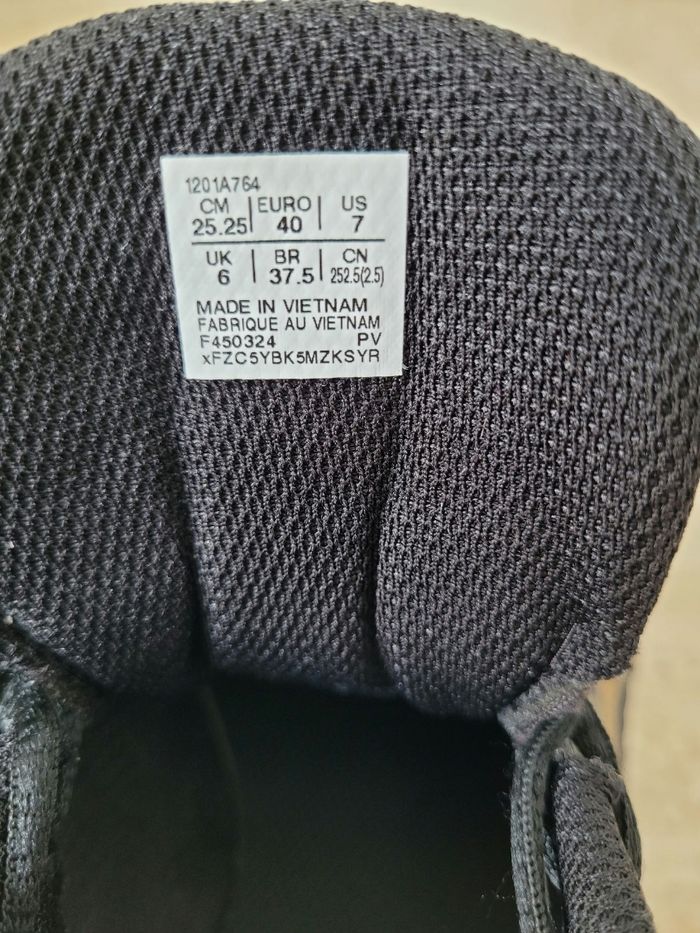 1201A764
CM | EURO | US
25.25 | 40 | 7
UK | BR | CN
6 | 37.5 | 252.5(2.5)
MADE IN VIETNAM
FABRIQUE AU VIETNAM
F450324 PV
xFZC5YBK5MZKSYR